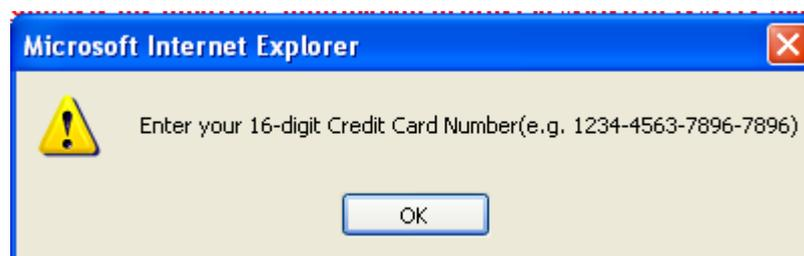 Microsoft Internet Explorer
Enter your 16-digit Credit Card Number(e.g. 1234-4563-7896-7896)
OK